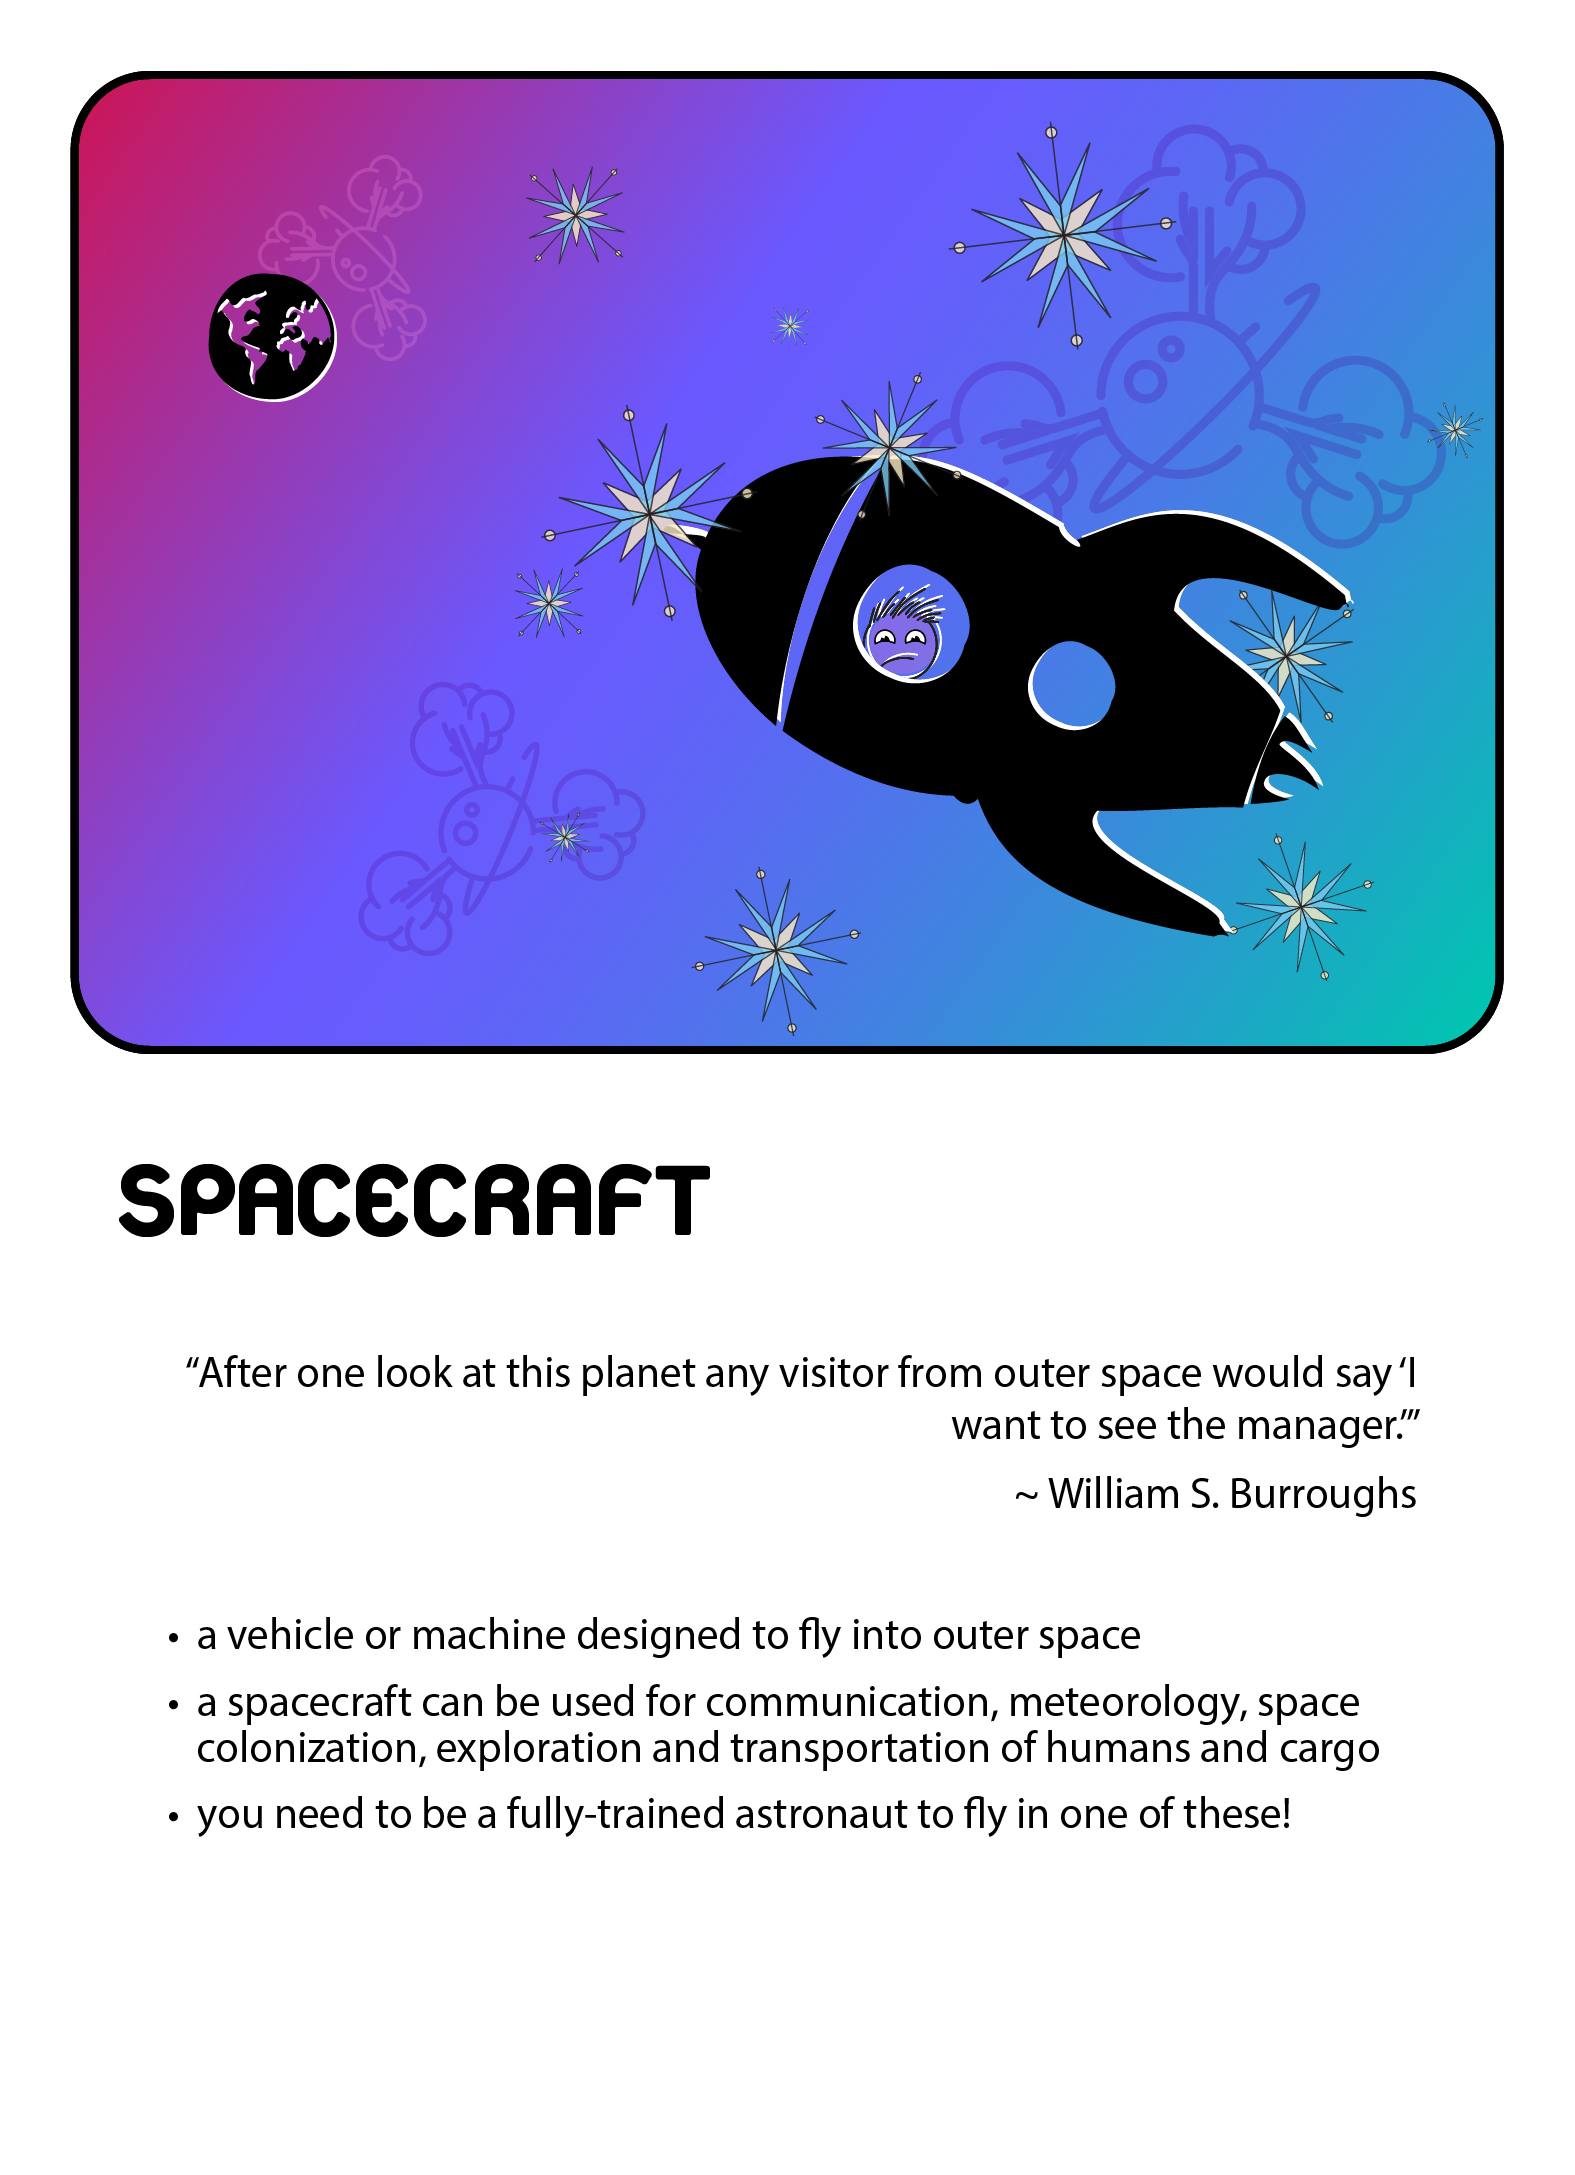 SPACECRAFT
“After one look at this planet any visitor from outer space would say ‘I
want to see the manager.’”
~ William S. Burroughs
• a vehicle or machine designed to fly into outer space
• a spacecraft can be used for communication, meteorology, space
colonization, exploration and transportation of humans and cargo
• you need to be a fully-trained astronaut to fly in one of these!